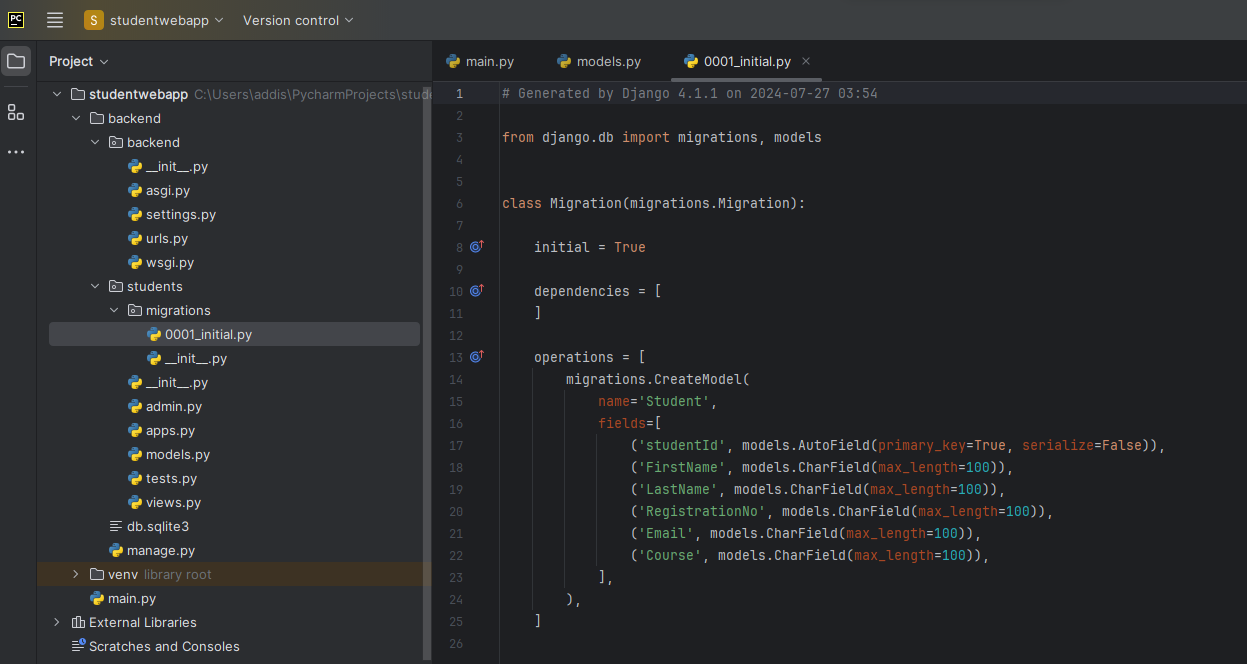 PC
S studentwebapp Version control
Project
studentwebapp C:\Users\addis\PycharmProjects\stude
backend
backend
__init__.py
asgi.py
settings.py
urls.py
wsgi.py
students
migrations
0001_initial.py
__init__.py
__init__.py
admin.py
apps.py
models.py
tests.py
views.py
db.sqlite3
manage.py
venv library root
main.py
External Libraries
Scratches and Consoles
main.py models.py 0001_initial.py
1 # Generated by Django 4.1.1 on 2024-07-27 03:54
2
3 from django.db import migrations, models
4
5
6 class Migration(migrations.Migration):
7
8 initial = True
9
10 dependencies = [
11 ]
12
13 operations = [
14 migrations.CreateModel(
15 name='Student',
16 fields=[
17 ('studentId', models.AutoField(primary_key=True, serialize=False)),
18 ('FirstName', models.CharField(max_length=100)),
19 ('LastName', models.CharField(max_length=100)),
20 ('RegistrationNo', models.CharField(max_length=100)),
21 ('Email', models.CharField(max_length=100)),
22 ('Course', models.CharField(max_length=100)),
23 ],
24 ),
25 ]
26